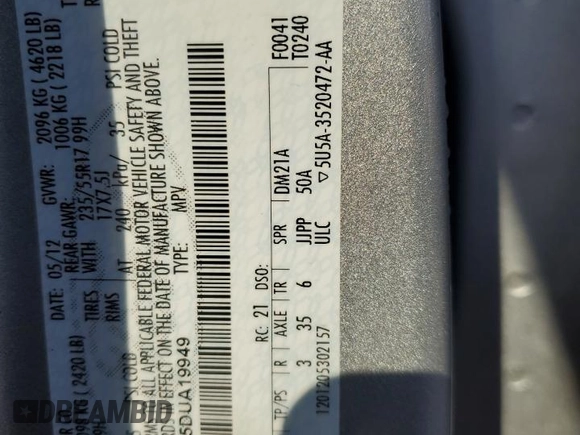 DATE: 05/12 GVWR: 2096 KG ( 4620 LB)
REAR GAWR: 1006 KG ( 2218 LB)
WITH 235/55R17 99H
TIRES
RIMS 17X7.5J
AT 240 kPa/ 35 PSI COLD
ALL APPLICABLE FEDERAL MOTOR VEHICLE SAFETY AND THEFT
EFFECT ON THE DATE OF MANUFACTURE SHOWN ABOVE.
TYPE: MPV
2420 LB)
5DUA19949
F0041
T0240
RC: 21 DSO:
TP/PS R AXLE TR SPR DM21A
3 35 6 JJPP 50A
1201205302157 ULC ▽5U5A-3520472-AA
DEALERSHIP